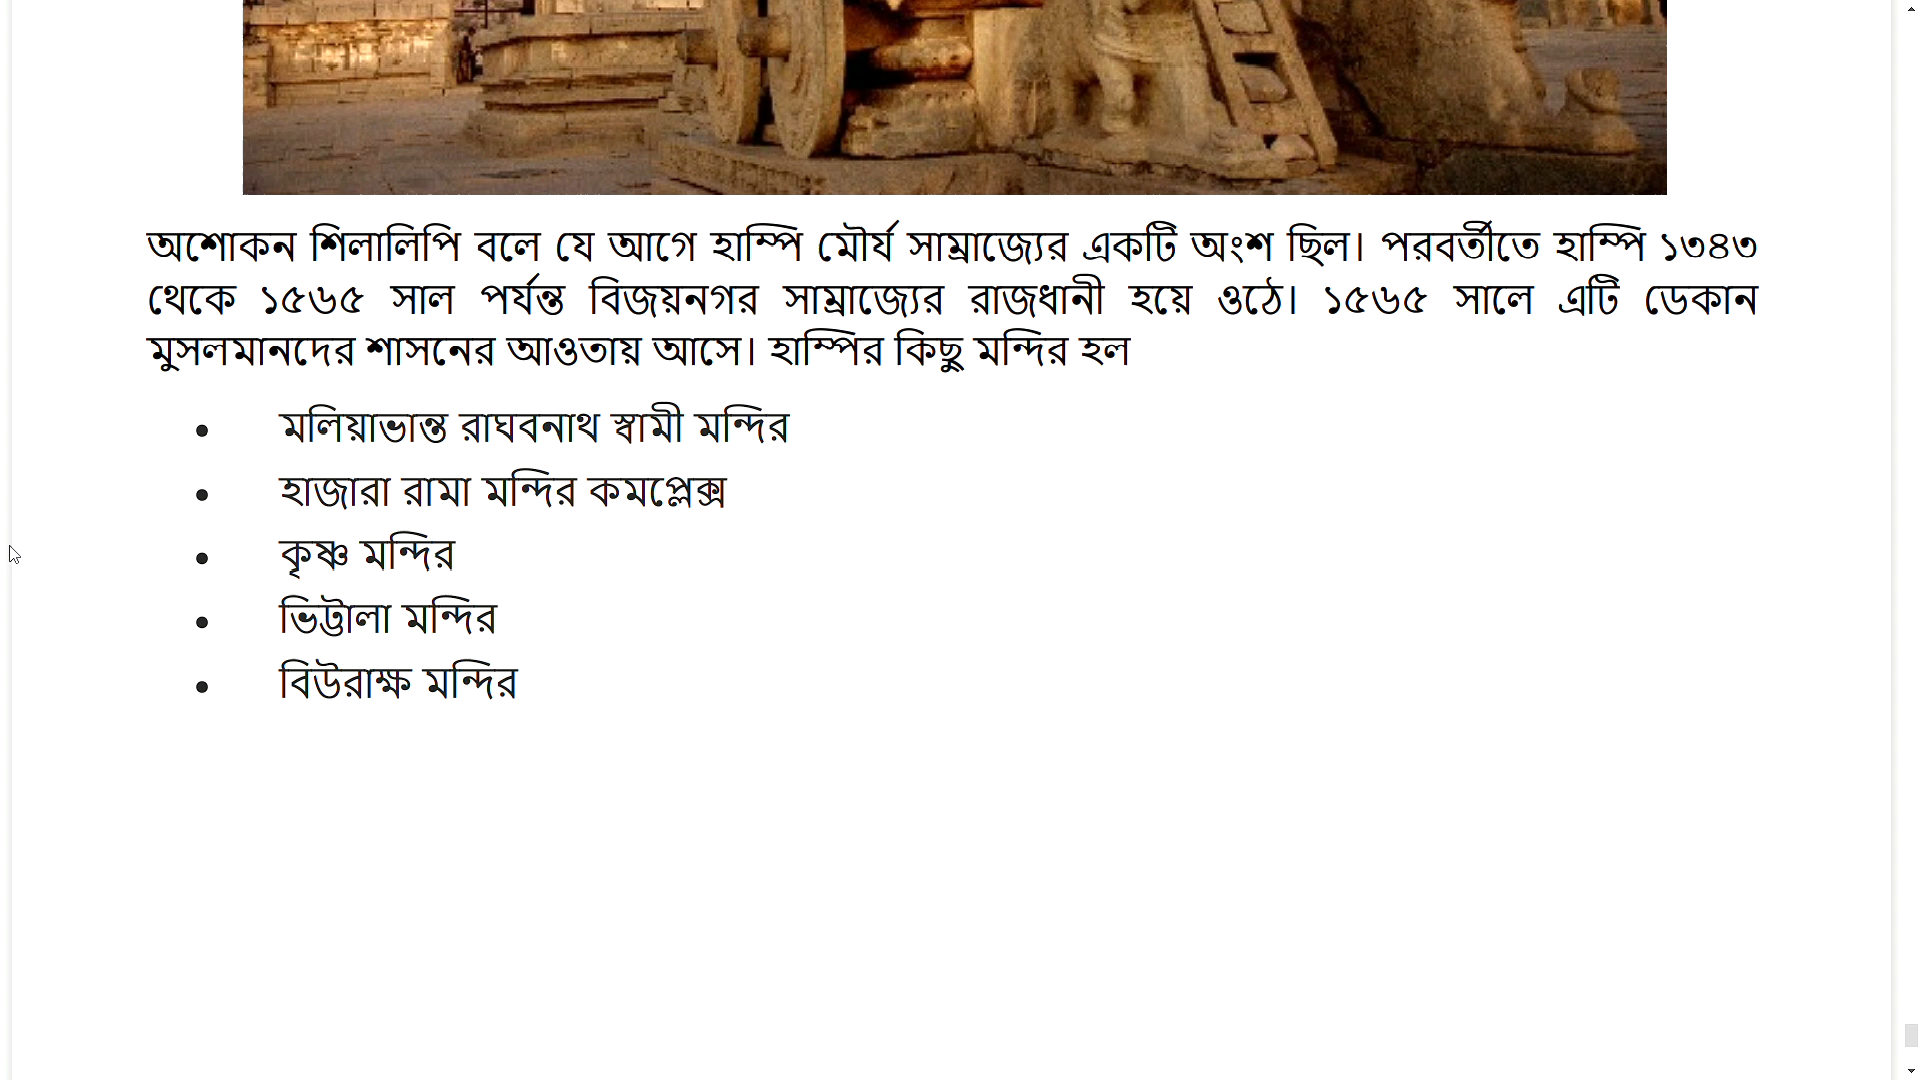 অশোকন শিলালিপি বলে যে আগে হাম্পি মৌর্য সাম্রাজ্যের একটি অংশ ছিল। পরবর্তীতে হাম্পি ১৩৪৩
থেকে ১৫৬৫ সাল পর্যন্ত বিজয়নগর সাম্রাজ্যের রাজধানী হয়ে ওঠে। ১৫৬৫ সালে এটি ডেকান
মুসলমানদের শাসনের আওতায় আসে। হাম্পির কিছু মন্দির হল
• মলিয়াভান্ত রাঘবনাথ স্বামী মন্দির
• হাজারা রামা মন্দির কমপ্লেক্স
• কৃষ্ণ মন্দির
• ভিট্টালা মন্দির
• বিউরাক্ষ মন্দির